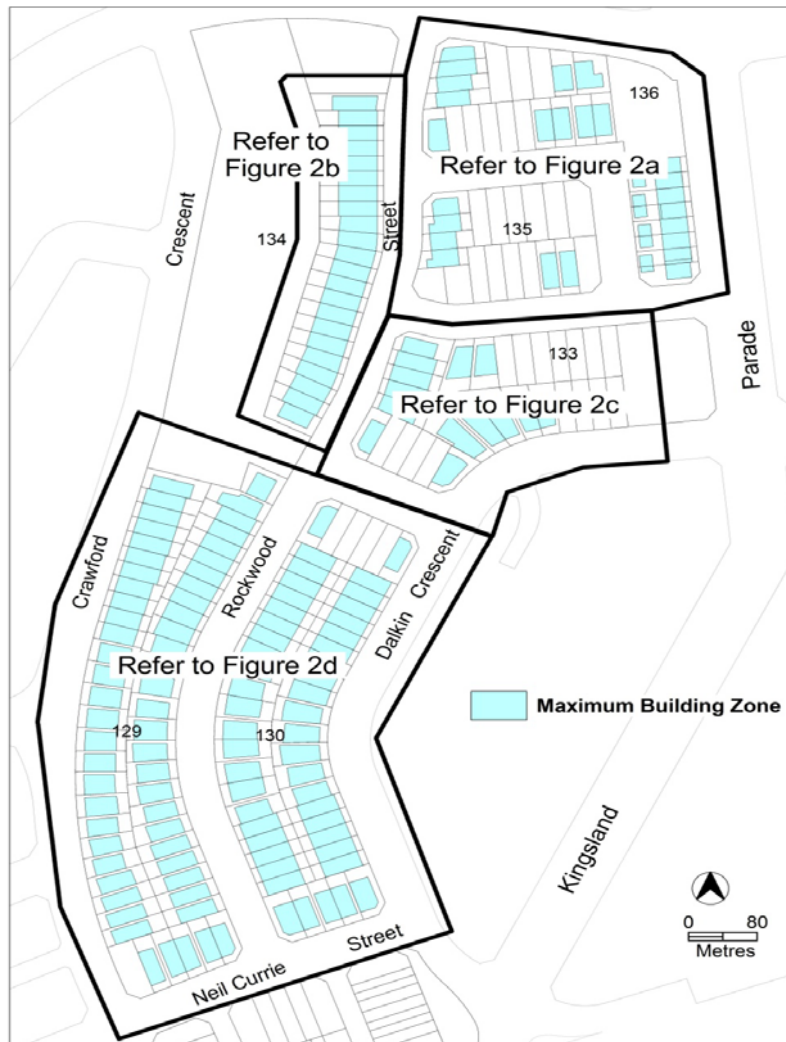 136
Refer to
Figure 2b
Refer to Figure 2a
134
Crescent
Street
135
Parade
133
Refer to Figure 2c
Crawford
Rockwood
Dalkin Crescent
Refer to Figure 2d
Maximum Building Zone
129
130
Kingsland
0 80
Metres
Neil Currie Street